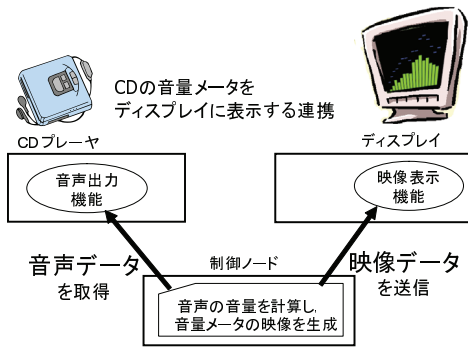 CDの音量メータを
ディスプレイに表示する連携
CDプレーヤ
ディスプレイ
音声出力
機能
映像表示
機能
音声データ
を取得
制御ノード
映像データ
を送信
音声の音量を計算し,
音量メータの映像を生成